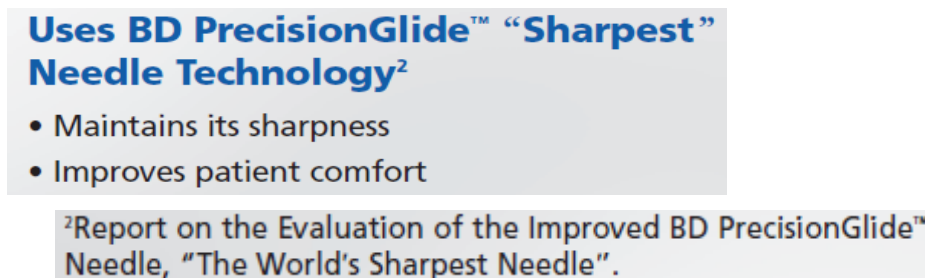 Uses BD PrecisionGlide™ “Sharpest”
Needle Technology²
• Maintains its sharpness
• Improves patient comfort
²Report on the Evaluation of the Improved BD PrecisionGlide™
Needle, "The World's Sharpest Needle".